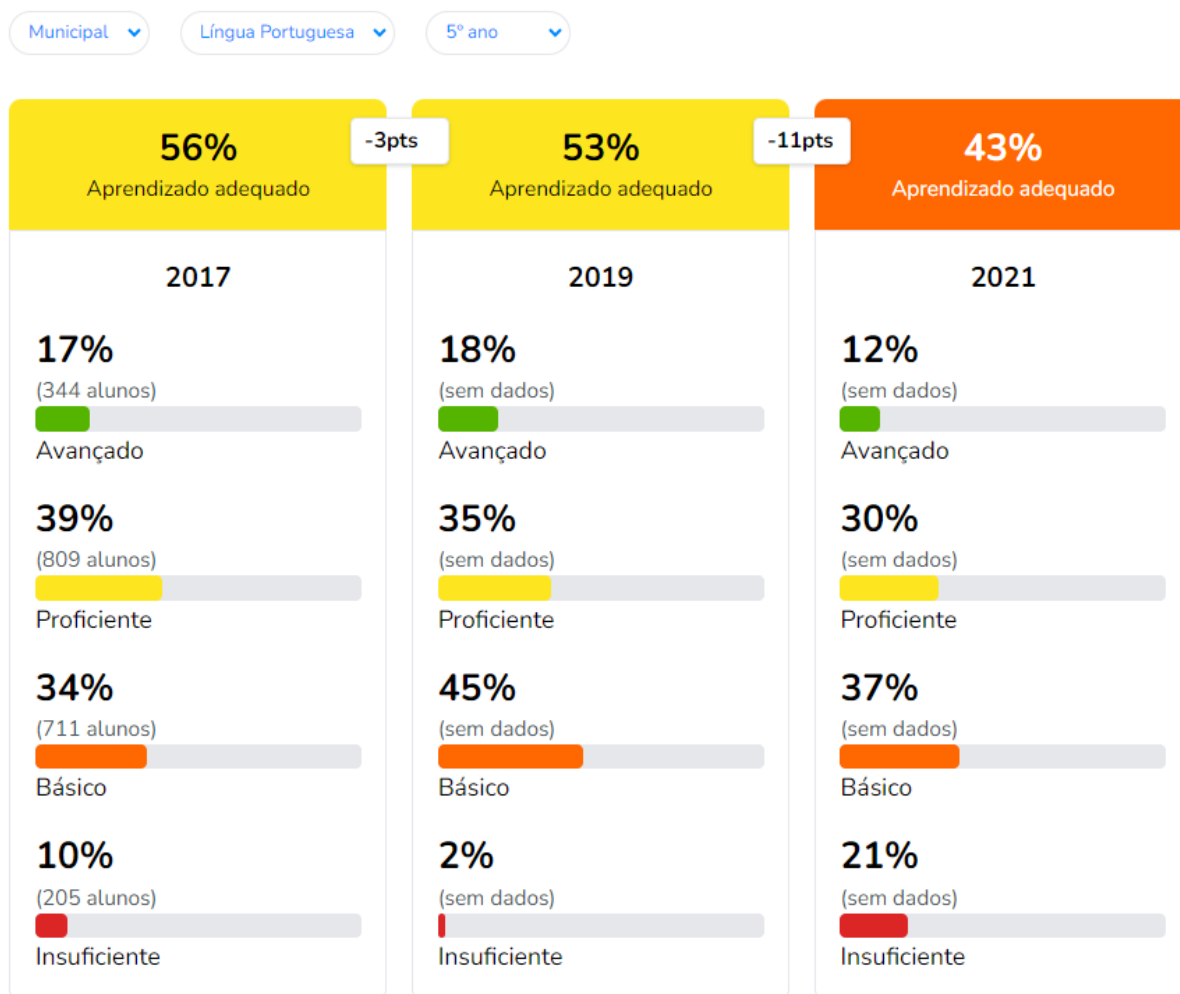 Municipal
Língua Portuguesa
5º ano
56%
Aprendizado adequado
-3pts
53%
Aprendizado adequado
-11pts
43%
Aprendizado adequado
2017
17%
(344 alunos)
Avançado
39%
(809 alunos)
Proficiente
34%
(711 alunos)
Básico
10%
(205 alunos)
Insuficiente
2019
18%
(sem dados)
Avançado
35%
(sem dados)
Proficiente
45%
(sem dados)
Básico
2%
(sem dados)
Insuficiente
2021
12%
(sem dados)
Avançado
30%
(sem dados)
Proficiente
37%
(sem dados)
Básico
21%
(sem dados)
Insuficiente